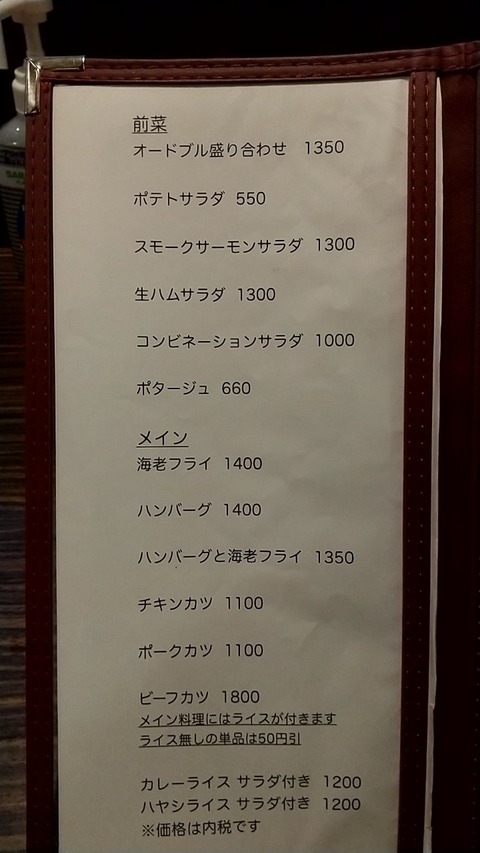 前菜
オードブル盛り合わせ 1350
ポテトサラダ 550
スモークサーモンサラダ 1300
生ハムサラダ 1300
コンビネーションサラダ 1000
ポタージュ 660
メイン
海老フライ 1400
ハンバーグ 1400
ハンバーグと海老フライ 1350
チキンカツ 1100
ポークカツ 1100
ビーフカツ 1800
メイン料理にはライスが付きます
ライス無しの単品は50円引
カレーライス サラダ付き 1200
ハヤシライス サラダ付き 1200
※価格は内税です